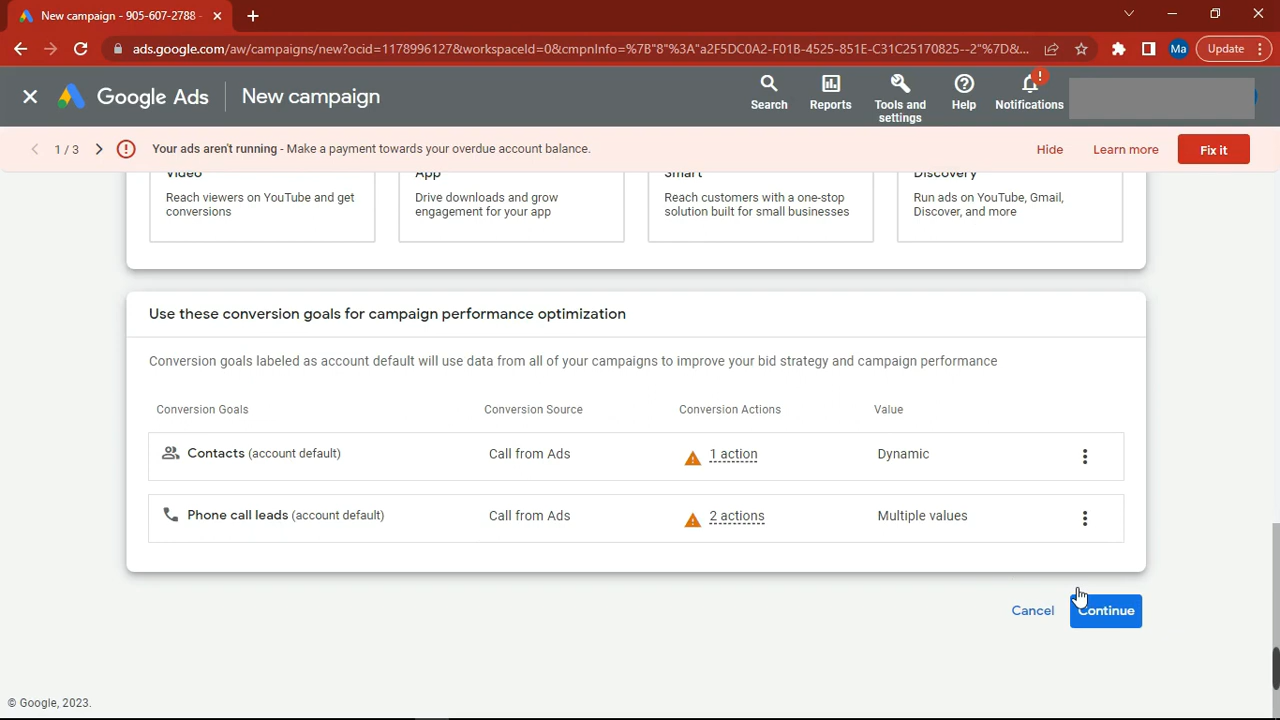 New campaign - 905-607-2788 -
ads.google.com/aw/campaigns/new?ocid=1178996127&workspaceId=0&cmpnInfo=%7B"8"%3A"a2F5DC0A2-F01B-4525-851E-C31C25170825--2"%7D&...
Ma
Update
Google Ads
New campaign
Search
Reports
Tools and
settings
Help
Notifications
1 / 3
Your ads aren't running - Make a payment towards your overdue account balance.
Hide
Learn more
Fix it
Video
App
Smart
Discovery
Reach viewers on YouTube and get
conversions
Drive downloads and grow
engagement for your app
Reach customers with a one-stop
solution built for small businesses
Run ads on YouTube, Gmail,
Discover, and more
Use these conversion goals for campaign performance optimization
Conversion goals labeled as account default will use data from all of your campaigns to improve your bid strategy and campaign performance
Conversion Goals
Conversion Source
Conversion Actions
Value
Contacts (account default)
Call from Ads
1 action
Dynamic
Phone call leads (account default)
Call from Ads
2 actions
Multiple values
Cancel
Continue
© Google, 2023.